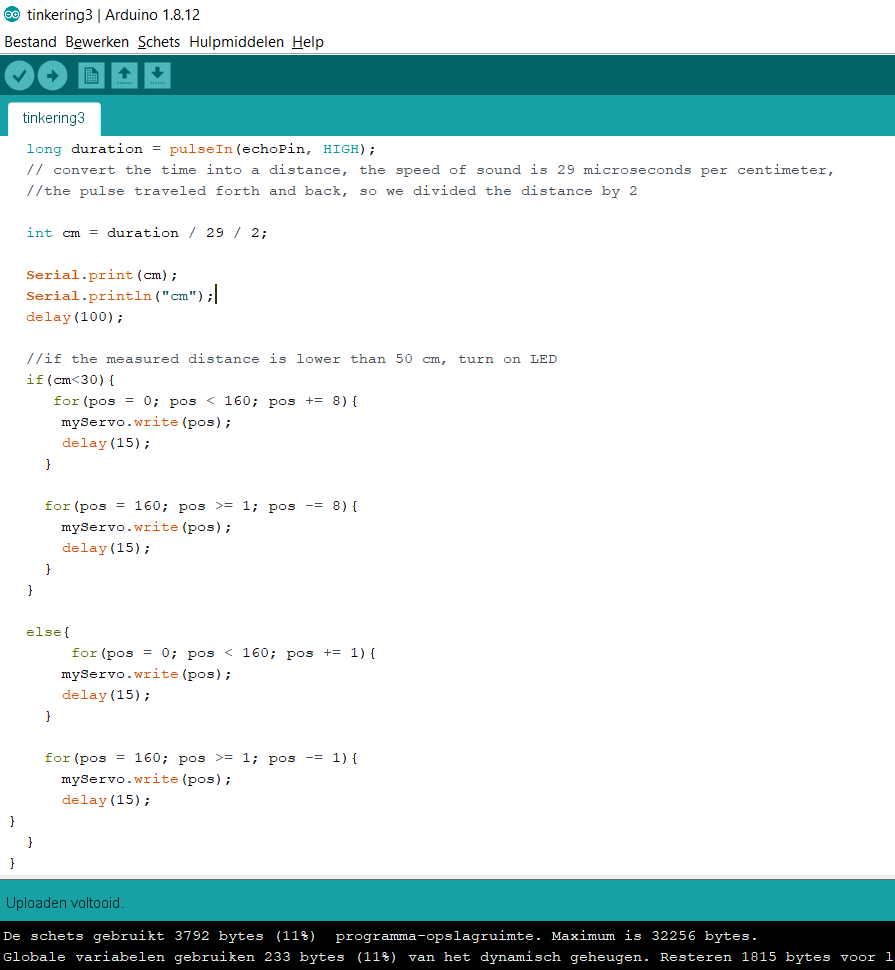 tinkering3 | Arduino 1.8.12
Bestand Bewerken Schets Hulpmiddelen Help
tinkering3
long duration = pulseIn(echoPin, HIGH);
// convert the time into a distance, the speed of sound is 29 microseconds per centimeter,
//the pulse traveled forth and back, so we divided the distance by 2
int cm = duration / 29 / 2;
Serial.print(cm);
Serial.println("cm");
delay(100);
//if the measured distance is lower than 50 cm, turn on LED
if(cm<30){
for(pos = 0; pos < 160; pos += 8){
myServo.write(pos);
delay(15);
}
for(pos = 160; pos >= 1; pos -= 8){
myServo.write(pos);
delay(15);
}
}
else{
for(pos = 0; pos < 160; pos += 1){
myServo.write(pos);
delay(15);
}
for(pos = 160; pos >= 1; pos -= 1){
myServo.write(pos);
delay(15);
}
}
}
Uploaden voltooid.
De schets gebruikt 3792 bytes (11%)  programma-opslagruimte. Maximum is 32256 bytes.
Globale variabelen gebruiken 233 bytes (11%) van het dynamisch geheugen. Resteren 1815 bytes voor